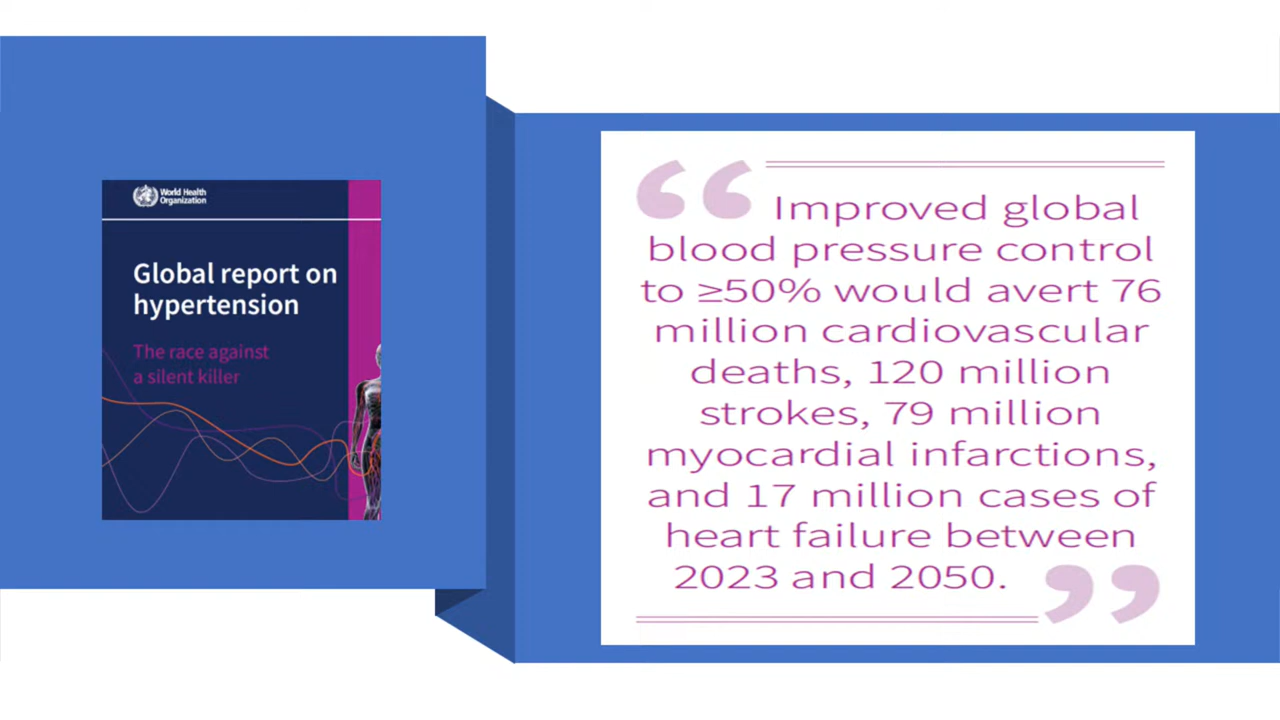 World Health
Organization
Global report on
hypertension
The race against
a silent killer
“ Improved global
blood pressure control
to ≥50% would avert 76
million cardiovascular
deaths, 120 million
strokes, 79 million
myocardial infarctions,
and 17 million cases of
heart failure between
2023 and 2050. ”